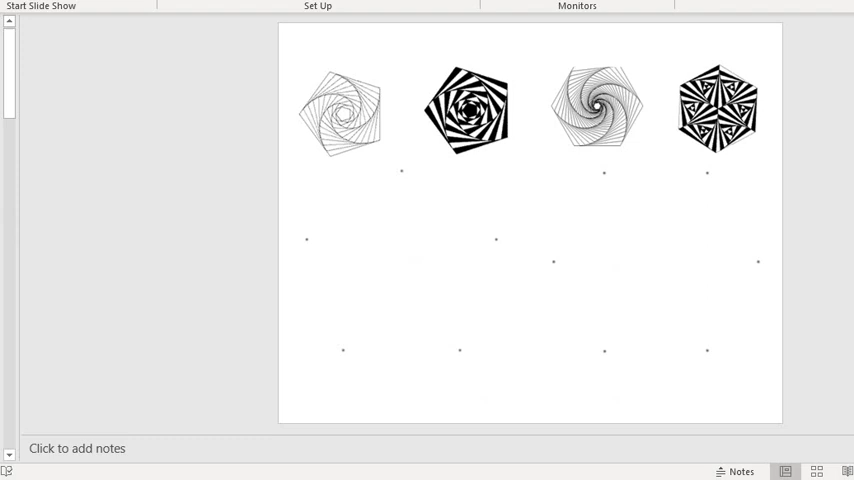 Start Slide Show
Set Up
Monitors
Click to add notes
Notes